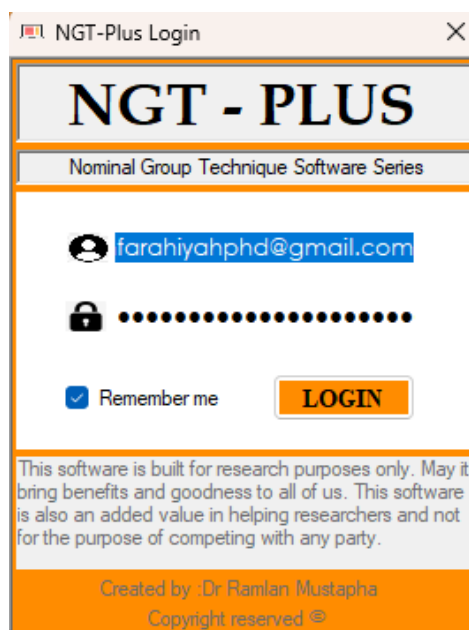 NGT-Plus Login
NGT - PLUS
Nominal Group Technique Software Series
farahiyahphd@gmail.com
••••••••••••••••••••••
Remember me
LOGIN
This software is built for research purposes only. May it
bring benefits and goodness to all of us. This software
is also an added value in helping researchers and not
for the purpose of competing with any party.
Created by :Dr Ramlan Mustapha
Copyright reserved ©